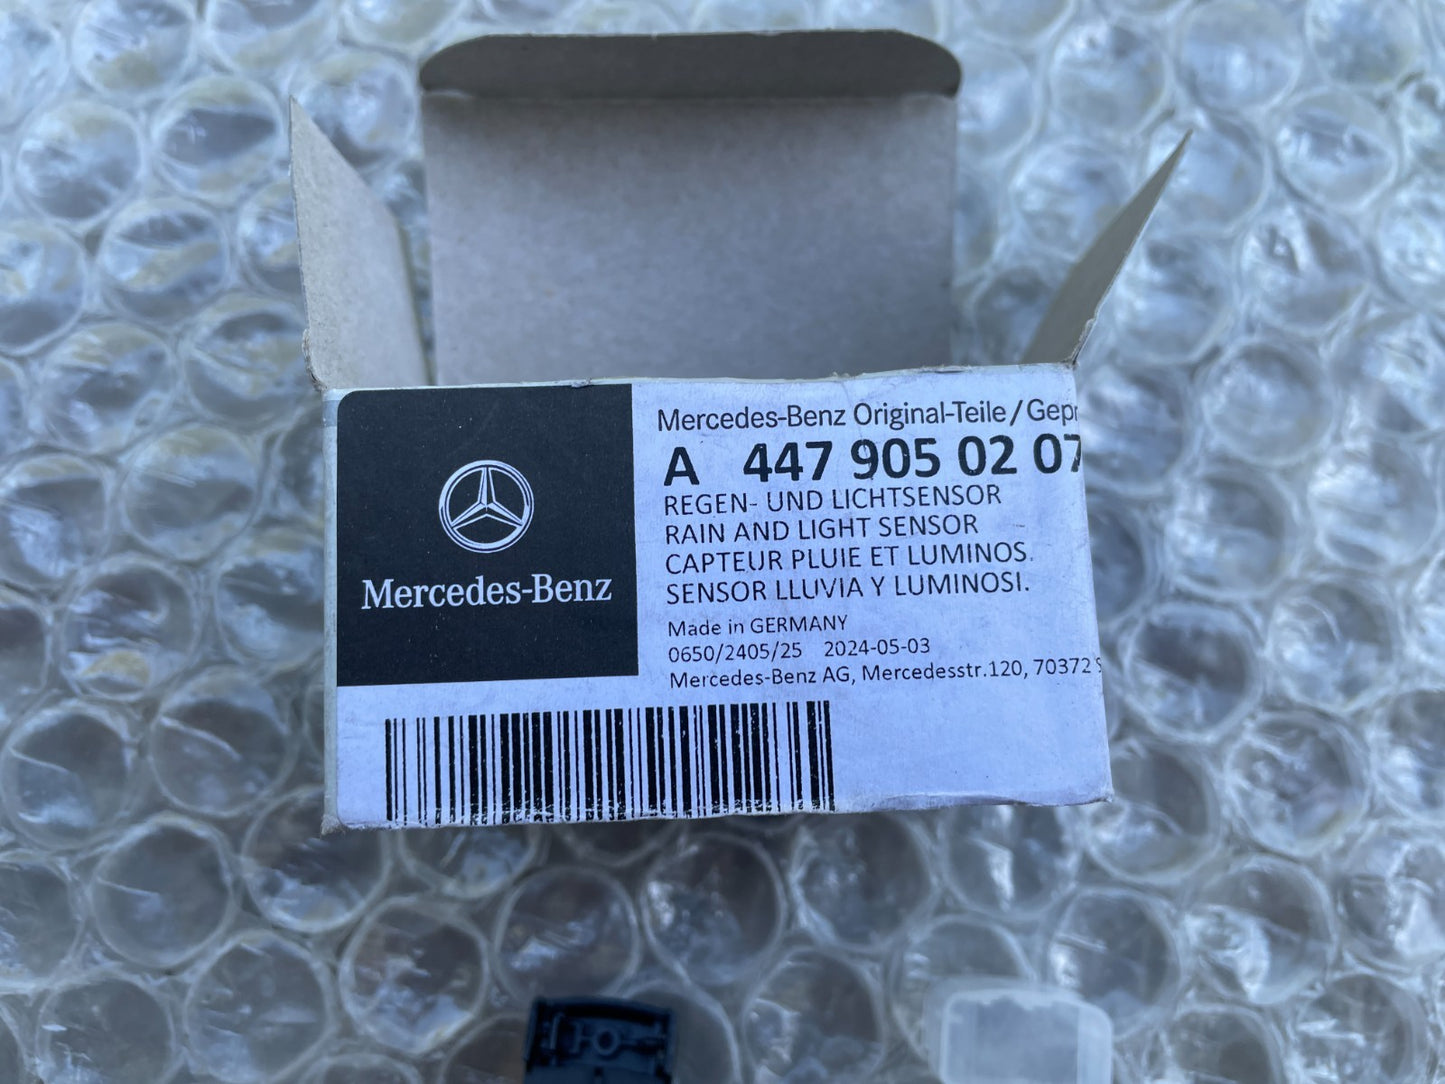 Mercedes-Benz
Mercedes-Benz Original-Teile/
A 447 905 02 07
REGEN- UND LICHTSENSOR
RAIN AND LIGHT SENSOR
CAPTEUR PLUIE ET LUMINOS.
SENSOR LLUVIA Y LUMINOSI.
Made in GERMANY
0650/2405/25 2024-05-03
Mercedes-Benz AG, Mercedesstr.120, 70372